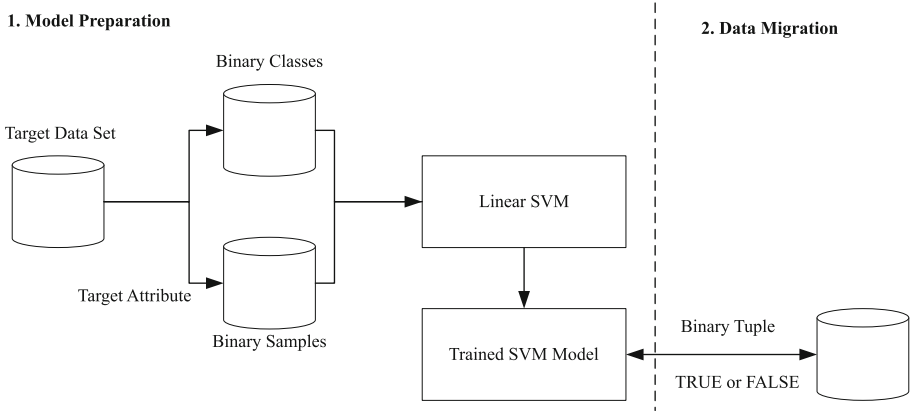 1. Model Preparation
2. Data Migration
Binary Classes
Target Data Set
Linear SVM
Target Attribute
Binary Samples
Trained SVM Model
Binary Tuple
TRUE or FALSE